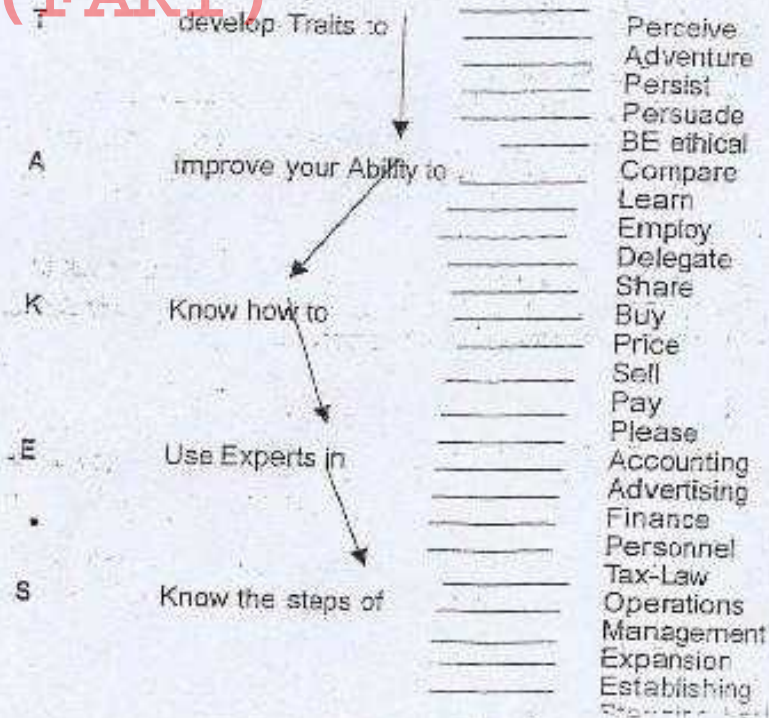 (PART)
T develop Traits to
Perceive
Adventure
Persist
Persuade
BE ethical
A improve your Ability to
Compare
Learn
Employ
Delegate
Share
K Know how to
Buy
Price
Sell
Pay
Please
E Use Experts in
Accounting
Advertising
Finance
Personnel
Tax-Law
S Know the steps of
Operations
Management
Expansion
Establishing